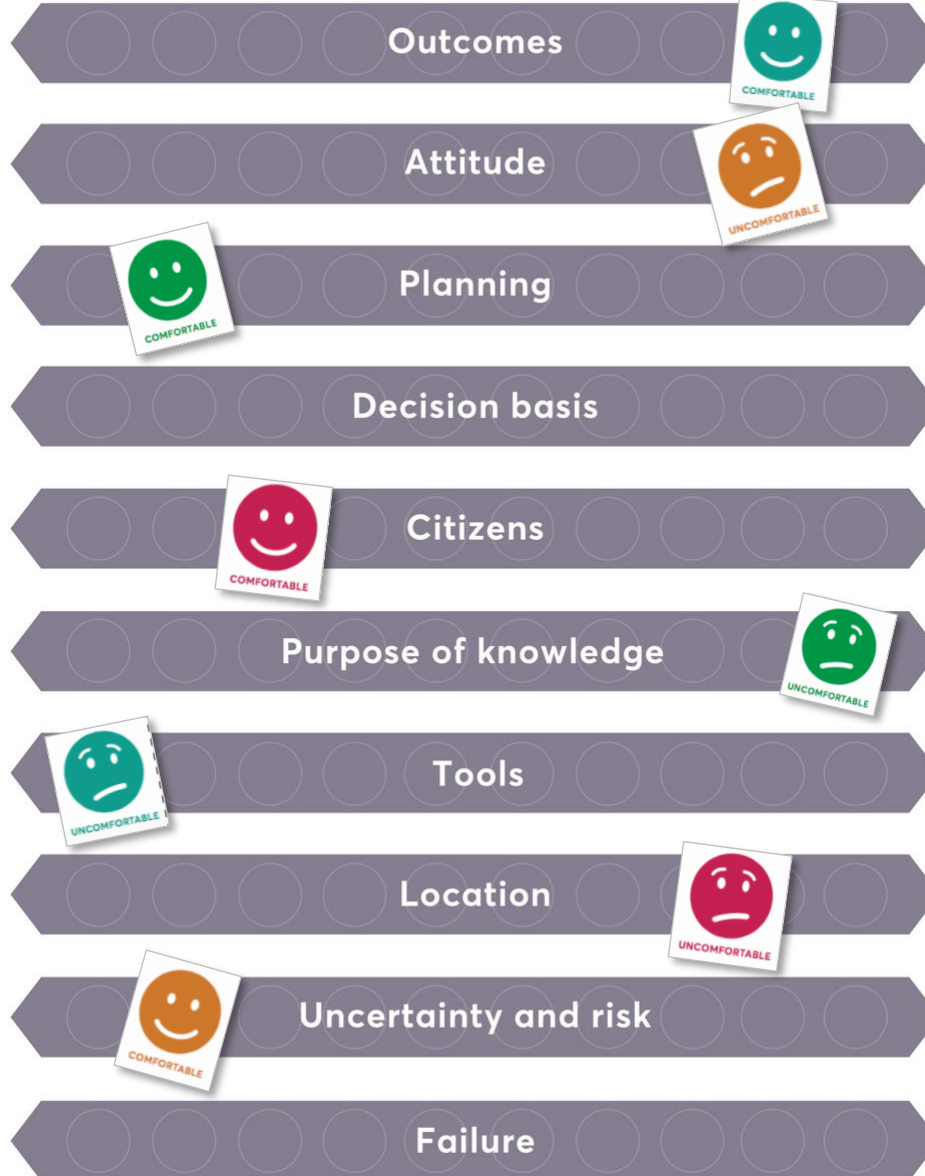 Outcomes
COMFORTABLE
Attitude
UNCOMFORTABLE
Planning
COMFORTABLE
Decision basis
Citizens
COMFORTABLE
Purpose of knowledge
UNCOMFORTABLE
Tools
UNCOMFORTABLE
Location
UNCOMFORTABLE
Uncertainty and risk
COMFORTABLE
Failure